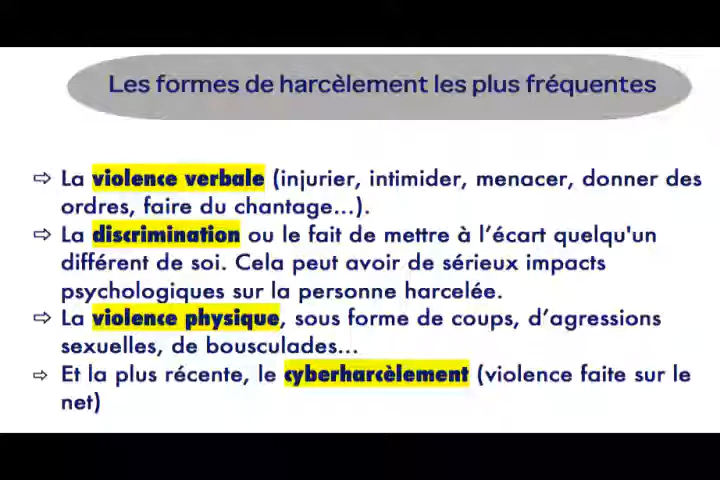 Les formes de harcèlement les plus fréquentes
⇨ La violence verbale (injurier, intimider, menacer, donner des
ordres, faire du chantage...).
⇨ La discrimination ou le fait de mettre à l’écart quelqu'un
différent de soi. Cela peut avoir de sérieux impacts
psychologiques sur la personne harcelée.
⇨ La violence physique, sous forme de coups, d’agressions
sexuelles, de bousculades...
⇨ Et la plus récente, le cyberharcèlement (violence faite sur le
net)